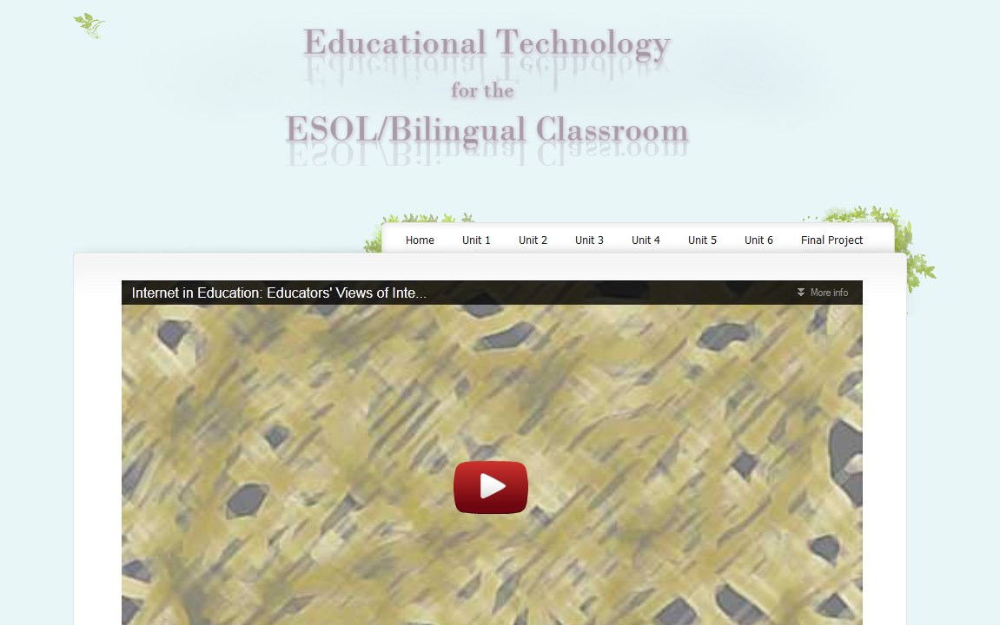 Educational Technology
for the
ESOL/Bilingual Classroom
Home Unit 1 Unit 2 Unit 3 Unit 4 Unit 5 Unit 6 Final Project
Internet in Education: Educators' Views of Inte... More info